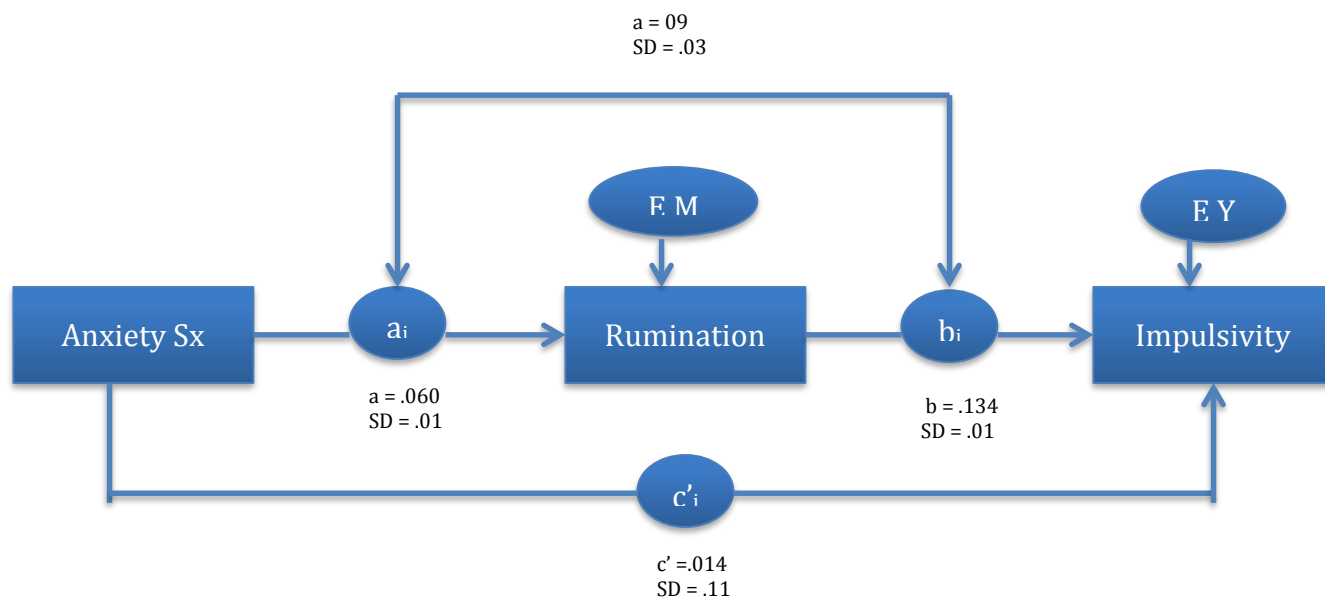 a = 09
SD = .03
E M
E Y
Anxiety Sx
aᵢ
Rumination
bᵢ
Impulsivity
a = .060
SD = .01
b = .134
SD = .01
c’ᵢ
c’ =.014
SD = .11